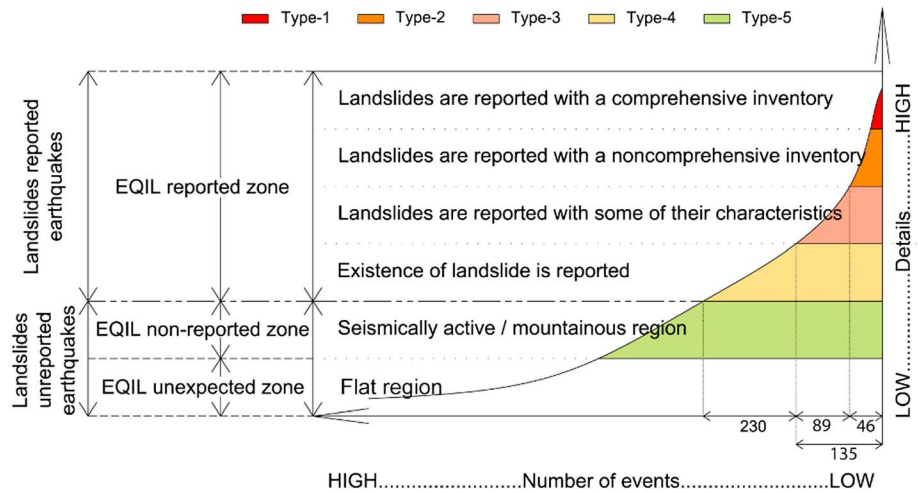 Type-1 Type-2 Type-3 Type-4 Type-5
Landslides reported
earthquakes
EQIL reported zone
Landslides are reported with a comprehensive inventory
Landslides are reported with a noncomprehensive inventory
Landslides are reported with some of their characteristics
Existence of landslide is reported
Landslides
unreported
earthquakes
EQIL non-reported zone
Seismically active / mountainous region
EQIL unexpected zone
Flat region
LOW............Details............HIGH
230 89 46
135
HIGH........................Number of events.........................LOW